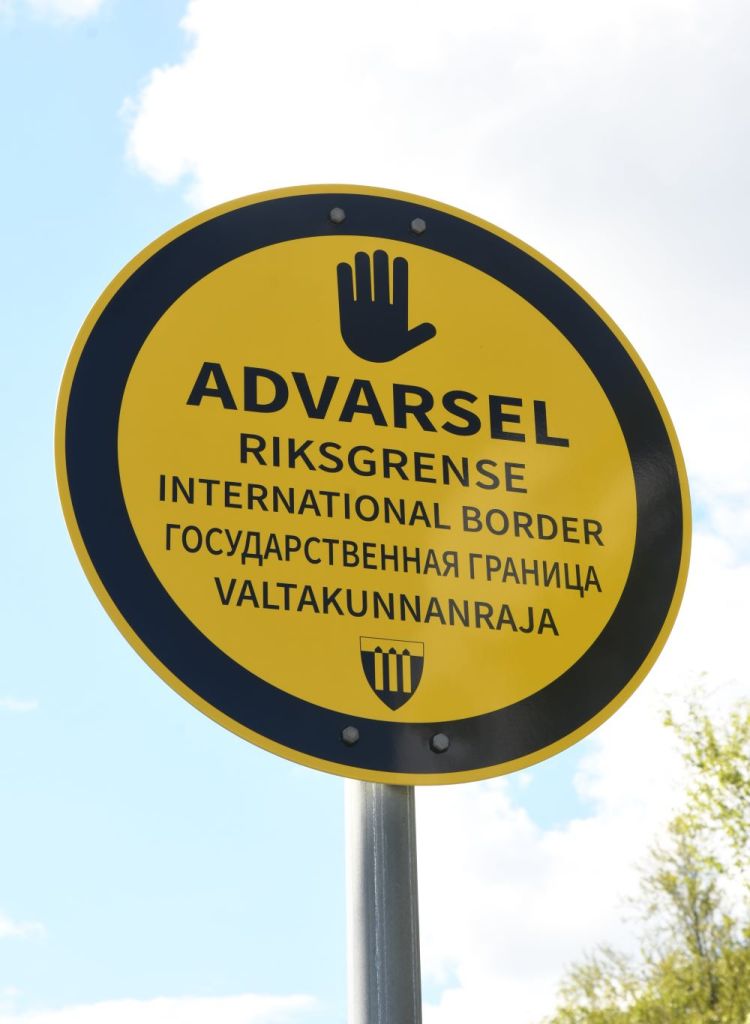 ADVARSEL
RIKSGRENSE
INTERNATIONAL BORDER
ГОСУДАРСТВЕННАЯ ГРАНИЦА
VALTAKUNNANRAJA